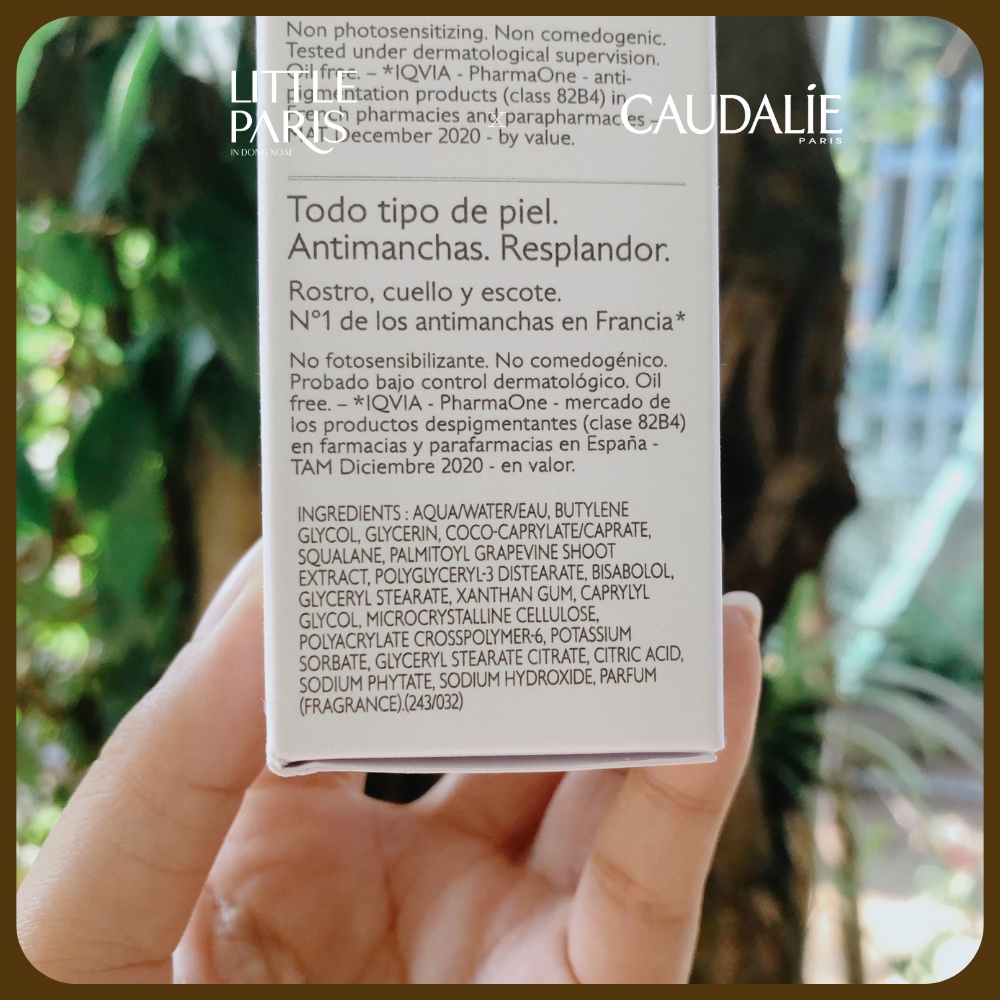 Non photosensitizing. Non comedogenic.
Tested under dermatological supervision.
Oil free. – *IQVIA - PharmaOne - anti-
pigmentation products (class 82B4) in
French pharmacies and parapharmacies –
MAT December 2020 - by value.
LITTLE
PARIS
IN DONG XOAI
x
CAUDALÍE
PARIS
Todo tipo de piel.
Antimanchas. Resplandor.
Rostro, cuello y escote.
N°1 de los antimanchas en Francia*
No fotosensibilizante. No comedogénico.
Probado bajo control dermatológico. Oil
free. – *IQVIA - PharmaOne - mercado de
los productos despigmentantes (clase 82B4)
en farmacias y parafarmacias en España -
TAM Diciembre 2020 - en valor.
INGREDIENTS : AQUA/WATER/EAU, BUTYLENE
GLYCOL, GLYCERIN, COCO-CAPRYLATE/CAPRATE,
SQUALANE, PALMITOYL GRAPEVINE SHOOT
EXTRACT, POLYGLYCERYL-3 DISTEARATE, BISABOLOL,
GLYCERYL STEARATE, XANTHAN GUM, CAPRYLYL
GLYCOL, MICROCRYSTALLINE CELLULOSE,
POLYACRYLATE CROSSPOLYMER-6, POTASSIUM
SORBATE, GLYCERYL STEARATE CITRATE, CITRIC ACID,
SODIUM PHYTATE, SODIUM HYDROXIDE, PARFUM
(FRAGRANCE).(243/032)